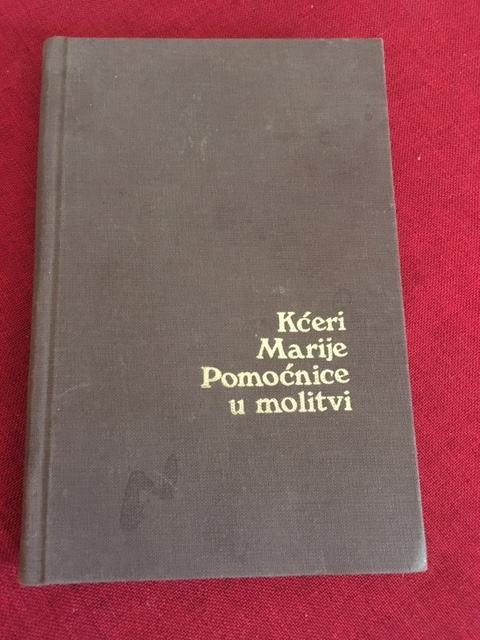 Kćeri
Marije
Pomoćnice
u molitvi